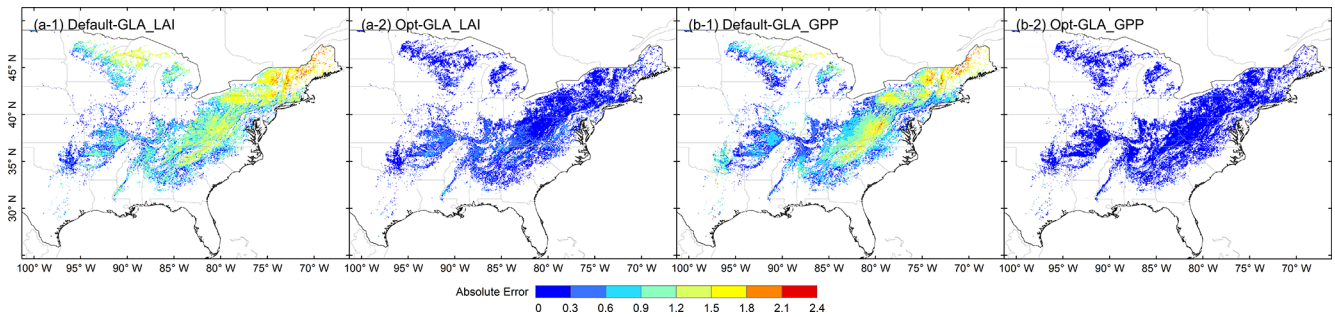 (a-1) Default-GLA_LAI (a-2) Opt-GLA_LAI (b-1) Default-GLA_GPP (b-2) Opt-GLA_GPP
45°N
40°N
35°N
30°N
100°W 95°W 90°W 85°W 80°W 75°W 70°W 100°W 95°W 90°W 85°W 80°W 75°W 70°W 100°W 95°W 90°W 85°W 80°W 75°W 70°W 100°W 95°W 90°W 85°W 80°W 75°W 70°W
Absolute Error
0 0.3 0.6 0.9 1.2 1.5 1.8 2.1 2.4